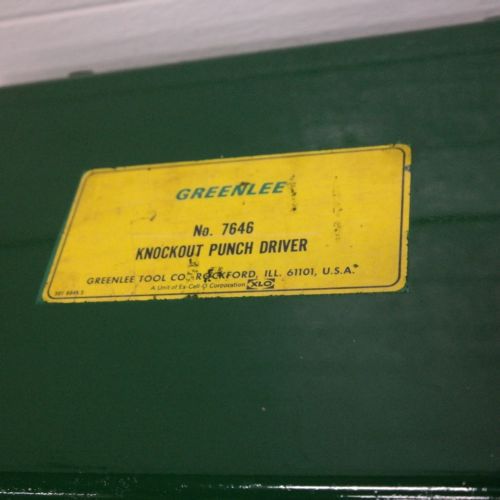 GREENLEE
No. 7646
KNOCKOUT PUNCH DRIVER
GREENLEE TOOL CO. ROCKFORD, ILL. 61101, U.S.A.
A Unit of Ex-Cell-O Corporation XLO